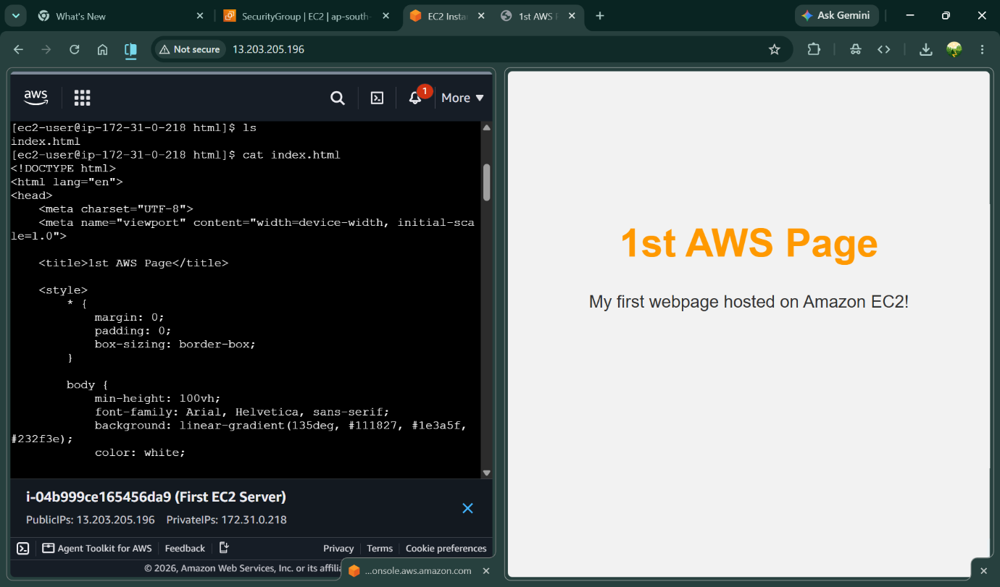 What's New
SecurityGroup | EC2 | ap-south-
EC2 Insta
1st AWS P
Ask Gemini
Not secure
13.203.205.196
aws
1
More
[ec2-user@ip-172-31-0-218 html]$ ls
index.html
[ec2-user@ip-172-31-0-218 html]$ cat index.html
<!DOCTYPE html>
<html lang="en">
<head>
    <meta charset="UTF-8">
    <meta name="viewport" content="width=device-width, initial-sca
le=1.0">
    <title>1st AWS Page</title>
    <style>
        * {
            margin: 0;
            padding: 0;
            box-sizing: border-box;
        }
        body {
            min-height: 100vh;
            font-family: Arial, Helvetica, sans-serif;
            background: linear-gradient(135deg, #111827, #1e3a5f,
#232f3e);
            color: white;
i-04b999ce165456da9 (First EC2 Server)
PublicIPs: 13.203.205.196 PrivateIPs: 172.31.0.218
Agent Toolkit for AWS
Feedback
Privacy
Terms
Cookie preferences
© 2026, Amazon Web Services, Inc. or its affilia
...onsole.aws.amazon.com
1st AWS Page
My first webpage hosted on Amazon EC2!